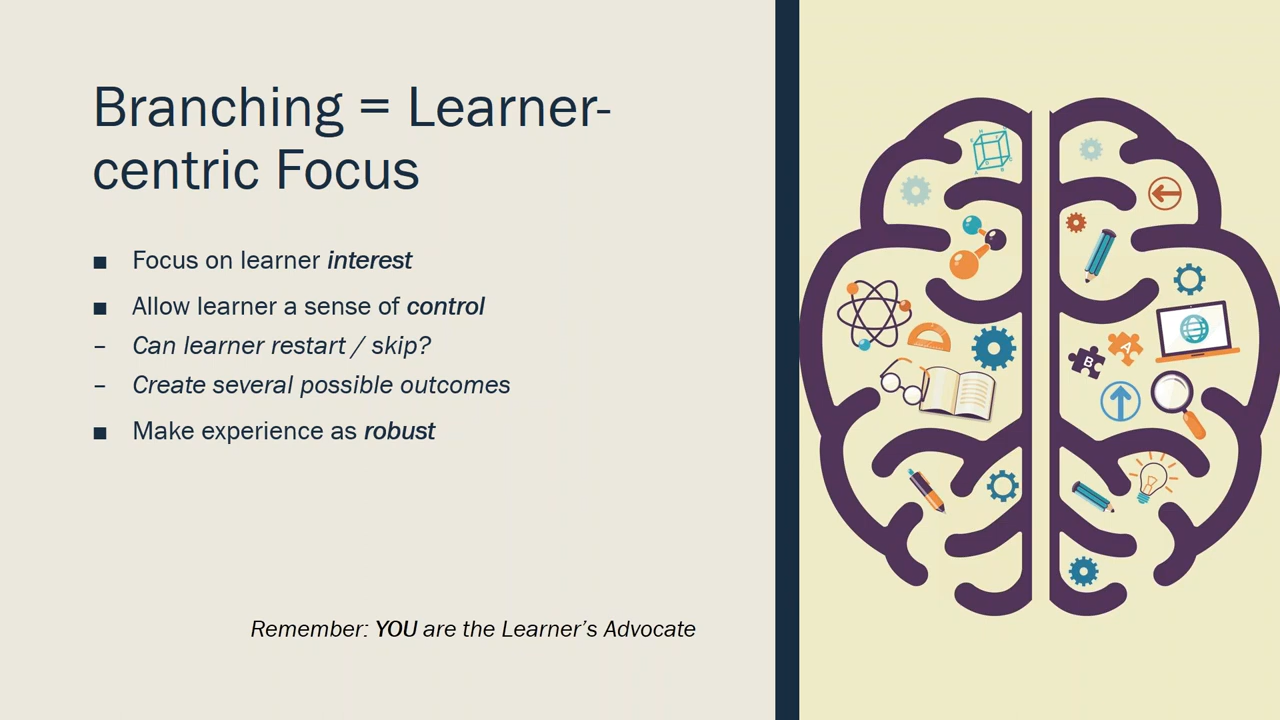 Branching = Learner-
centric Focus
■ Focus on learner interest
■ Allow learner a sense of control
– Can learner restart / skip?
– Create several possible outcomes
■ Make experience as robust
Remember: YOU are the Learner’s Advocate
A
B